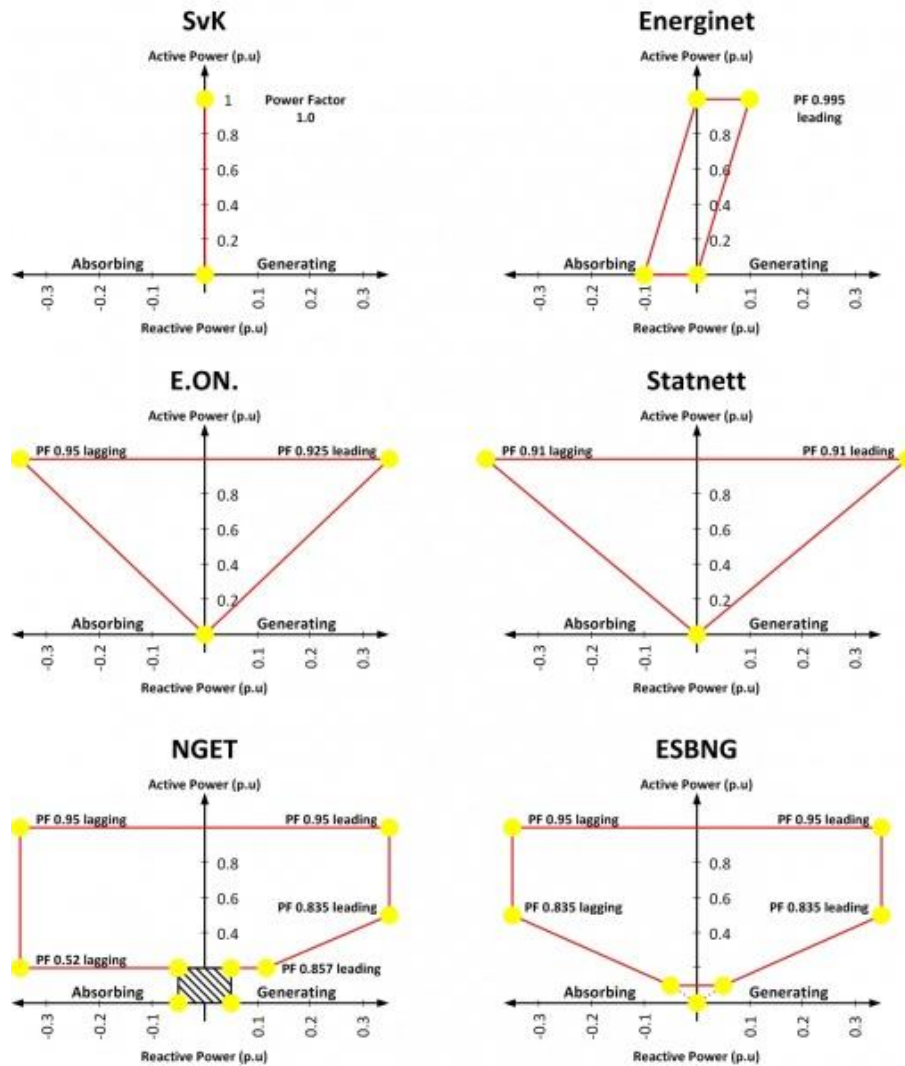 SvK
Active Power (p.u)
1
Power Factor
1.0
0.8
0.6
0.4
0.2
Absorbing
Generating
-0.3
-0.2
-0.1
0.1
0.2
0.3
Reactive Power (p.u)
Energinet
Active Power (p.u)
PF 0.995
leading
0.8
0.6
0.4
0.2
Absorbing
Generating
-0.3
-0.2
-0.1
0.1
0.2
0.3
Reactive Power (p.u)
E.ON.
Active Power (p.u)
PF 0.95 lagging
PF 0.925 leading
0.8
0.6
0.4
0.2
Absorbing
Generating
-0.3
-0.2
-0.1
0.1
0.2
0.3
Reactive Power (p.u)
Statnett
Active Power (p.u)
PF 0.91 lagging
PF 0.91 leading
0.8
0.6
0.4
0.2
Absorbing
Generating
-0.3
-0.2
-0.1
0.1
0.2
0.3
Reactive Power (p.u)
NGET
Active Power (p.u)
PF 0.95 lagging
PF 0.95 leading
0.8
0.6
PF 0.835 leading
0.4
PF 0.52 lagging
PF 0.857 leading
Absorbing
Generating
-0.3
-0.2
-0.1
0.1
0.2
0.3
Reactive Power (p.u)
ESBNG
Active Power (p.u)
PF 0.95 lagging
PF 0.95 leading
0.8
0.6
PF 0.835 lagging
PF 0.835 leading
0.4
Absorbing
Generating
-0.3
-0.2
-0.1
0.1
0.2
0.3
Reactive Power (p.u)